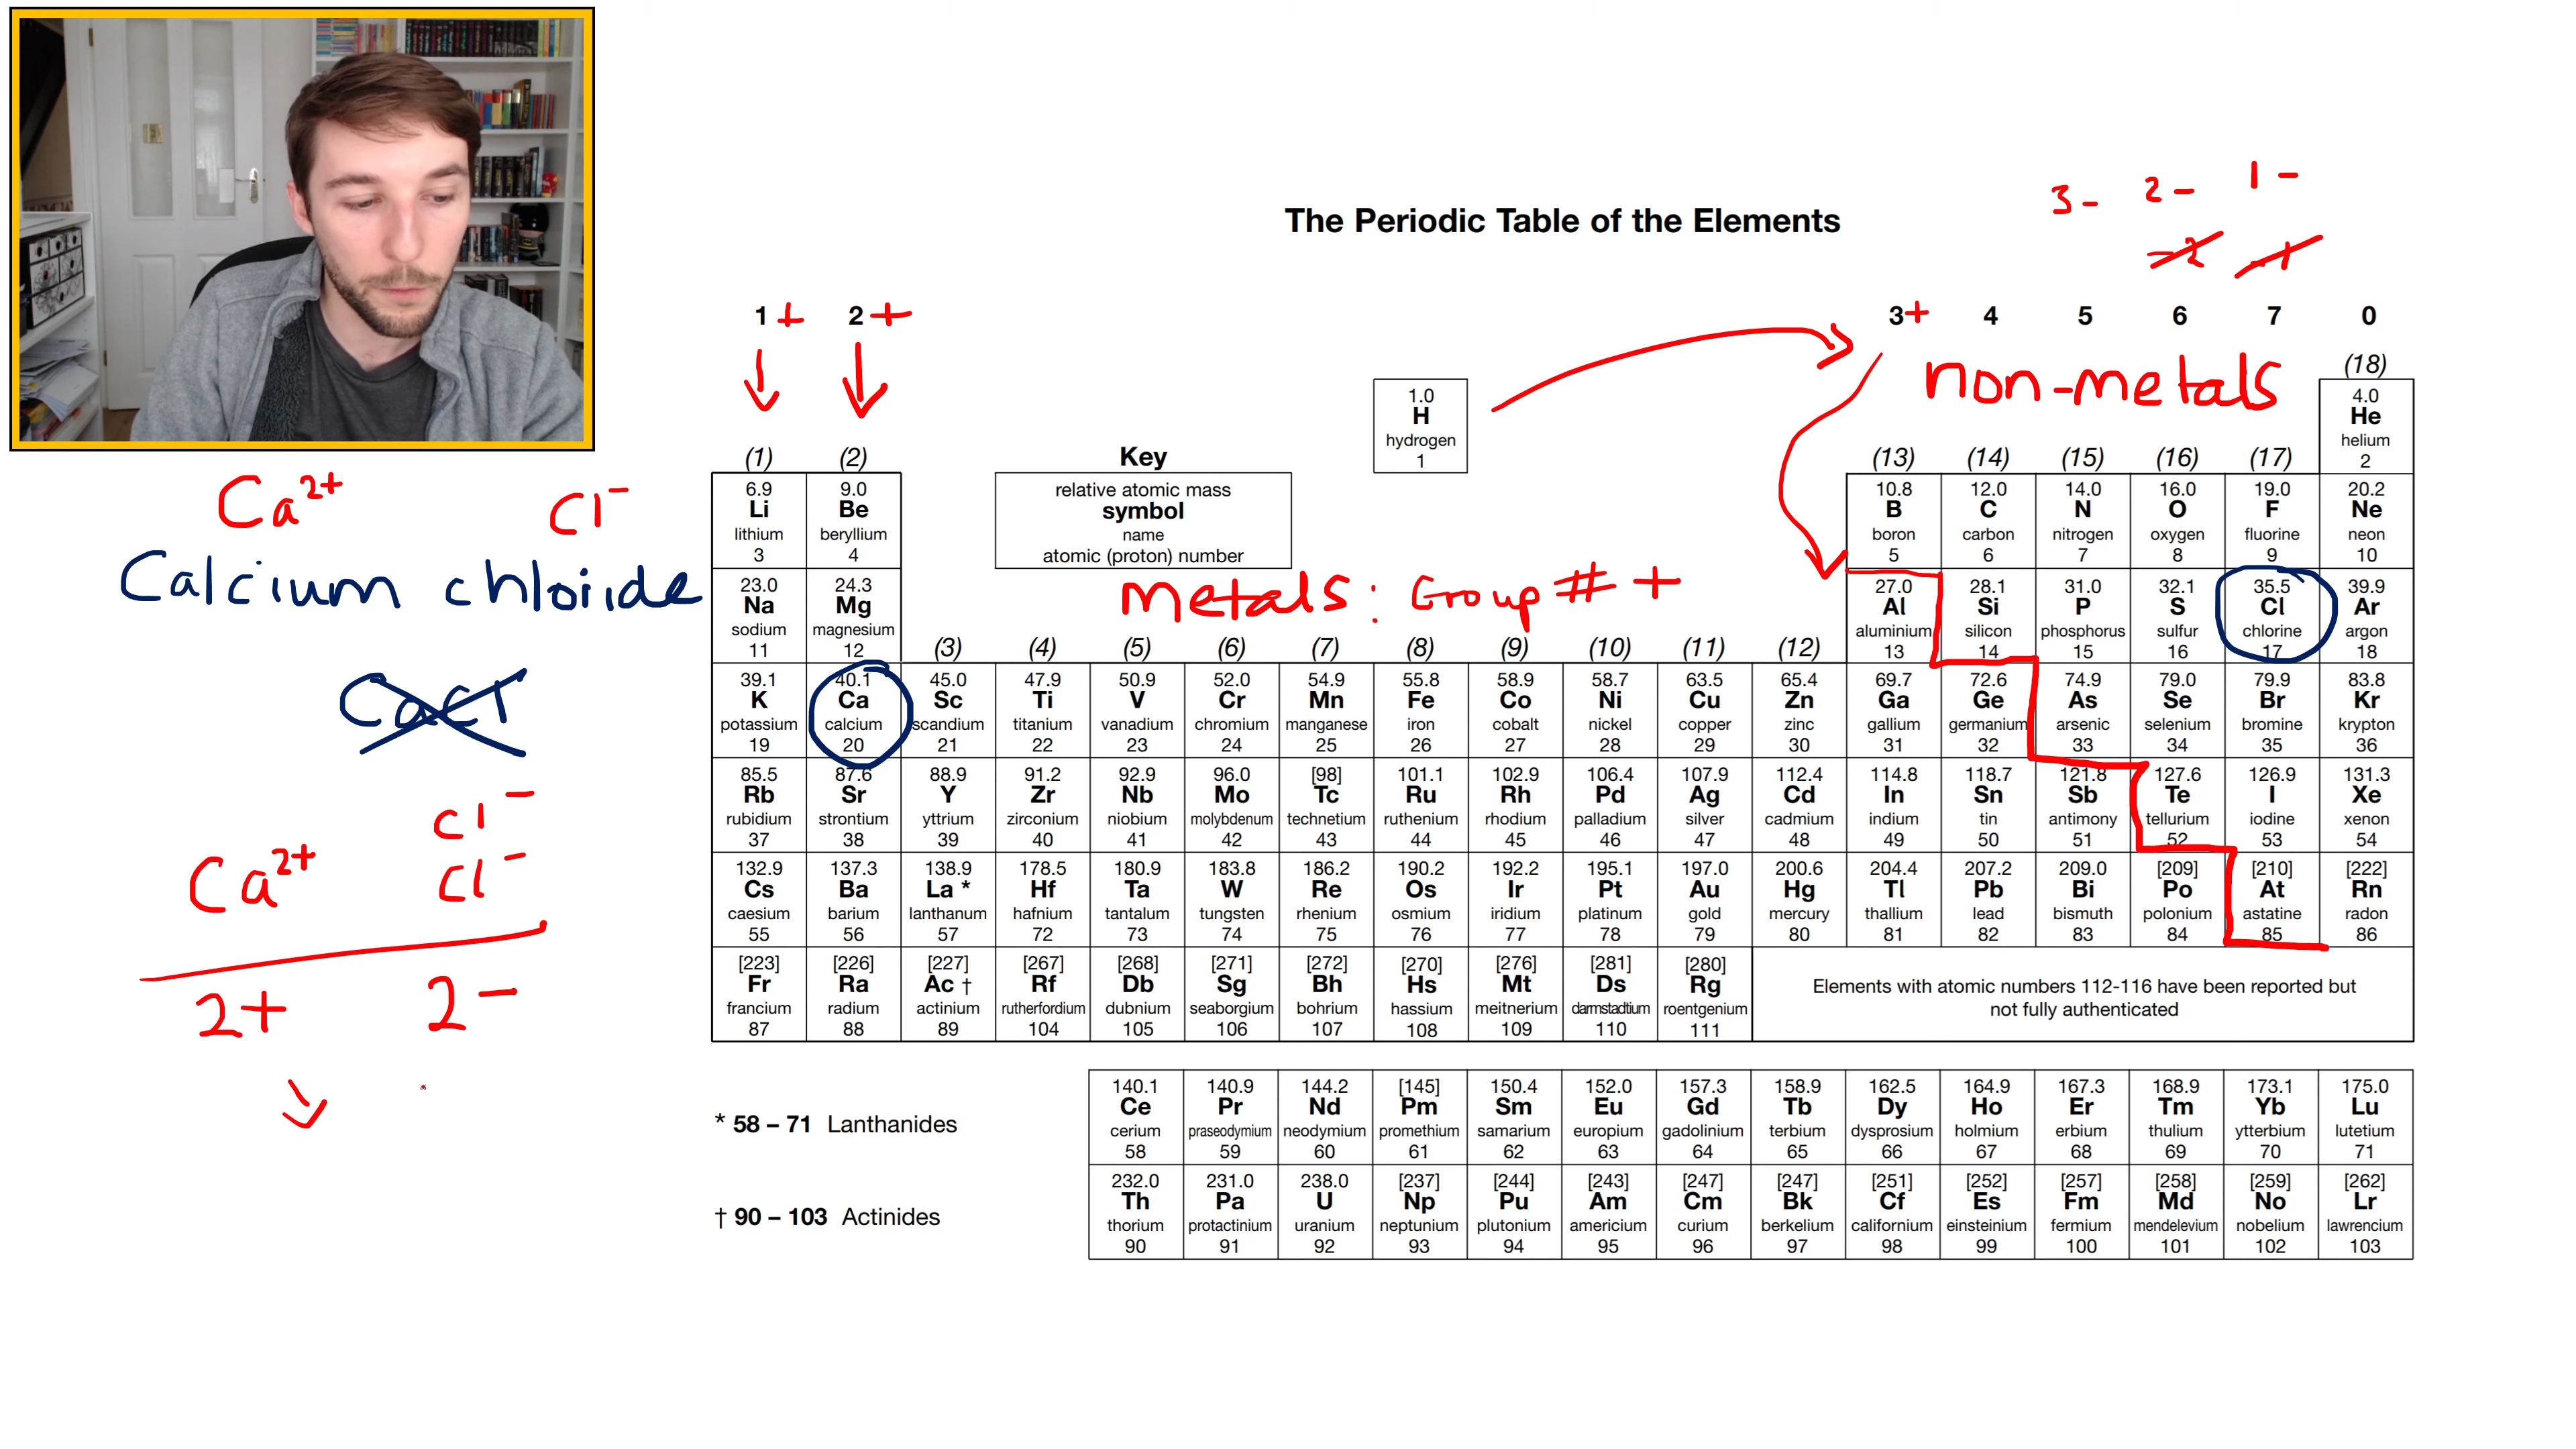 3- 2- 1-
The Periodic Table of the Elements
-2 -1
1+ 2+ 3+ 4 5 6 7 0
non-metals
(18)
1.0 4.0
H He
hydrogen helium
1 2
(1) (2) Key (13) (14) (15) (16) (17)
Ca2+ Cl-
6.9 9.0 relative atomic mass 10.8 12.0 14.0 16.0 19.0 20.2
Li Be symbol B C N O F Ne
lithium beryllium name boron carbon nitrogen oxygen fluorine neon
3 4 atomic (proton) number 5 6 7 8 9 10
Calcium chloiide
Metals: Group # +
23.0 24.3 27.0 28.1 31.0 32.1 35.5 39.9
Na Mg Al Si P S Cl Ar
sodium magnesium aluminium silicon phosphorus sulfur chlorine argon
11 12 13 14 15 16 17 18
(3) (4) (5) (6) (7) (8) (9) (10) (11) (12)
CaCl
39.1 40.1 45.0 47.9 50.9 52.0 54.9 55.8 58.9 58.7 63.5 65.4 69.7 72.6 74.9 79.0 79.9 83.8
K Ca Sc Ti V Cr Mn Fe Co Ni Cu Zn Ga Ge As Se Br Kr
potassium calcium scandium titanium vanadium chromium manganese iron cobalt nickel copper zinc gallium germanium arsenic selenium bromine krypton
19 20 21 22 23 24 25 26 27 28 29 30 31 32 33 34 35 36
85.5 87.6 88.9 91.2 92.9 96.0 [98] 101.1 102.9 106.4 107.9 112.4 114.8 118.7 121.8 127.6 126.9 131.3
Rb Sr Y Zr Nb Mo Tc Ru Rh Pd Ag Cd In Sn Sb Te I Xe
rubidium strontium yttrium zirconium niobium molybdenum technetium ruthenium rhodium palladium silver cadmium indium tin antimony tellurium iodine xenon
37 38 39 40 41 42 43 44 45 46 47 48 49 50 51 52 53 54
Cl-
Ca2+ Cl-
132.9 137.3 138.9 178.5 180.9 183.8 186.2 190.2 192.2 195.1 197.0 200.6 204.4 207.2 209.0 [209] [210] [222]
Cs Ba La * Hf Ta W Re Os Ir Pt Au Hg Tl Pb Bi Po At Rn
caesium barium lanthanum hafnium tantalum tungsten rhenium osmium iridium platinum gold mercury thallium lead bismuth polonium astatine radon
55 56 57 72 73 74 75 76 77 78 79 80 81 82 83 84 85 86
2+ 2-
[223] [226] [227] [267] [268] [271] [272] [270] [276] [281] [280]
Fr Ra Ac † Rf Db Sg Bh Hs Mt Ds Rg
francium radium actinium rutherfordium dubnium seaborgium bohrium hassium meitnerium darmstadtium roentgenium
87 88 89 104 105 106 107 108 109 110 111
Elements with atomic numbers 112-116 have been reported but
not fully authenticated
* 58 – 71 Lanthanides
140.1 140.9 144.2 [145] 150.4 152.0 157.3 158.9 162.5 164.9 167.3 168.9 173.1 175.0
Ce Pr Nd Pm Sm Eu Gd Tb Dy Ho Er Tm Yb Lu
cerium praseodymium neodymium promethium samarium europium gadolinium terbium dysprosium holmium erbium thulium ytterbium lutetium
58 59 60 61 62 63 64 65 66 67 68 69 70 71
† 90 – 103 Actinides
232.0 231.0 238.0 [237] [244] [243] [247] [247] [251] [252] [257] [258] [259] [262]
Th Pa U Np Pu Am Cm Bk Cf Es Fm Md No Lr
thorium protactinium uranium neptunium plutonium americium curium berkelium californium einsteinium fermium mendelevium nobelium lawrencium
90 91 92 93 94 95 96 97 98 99 100 101 102 103